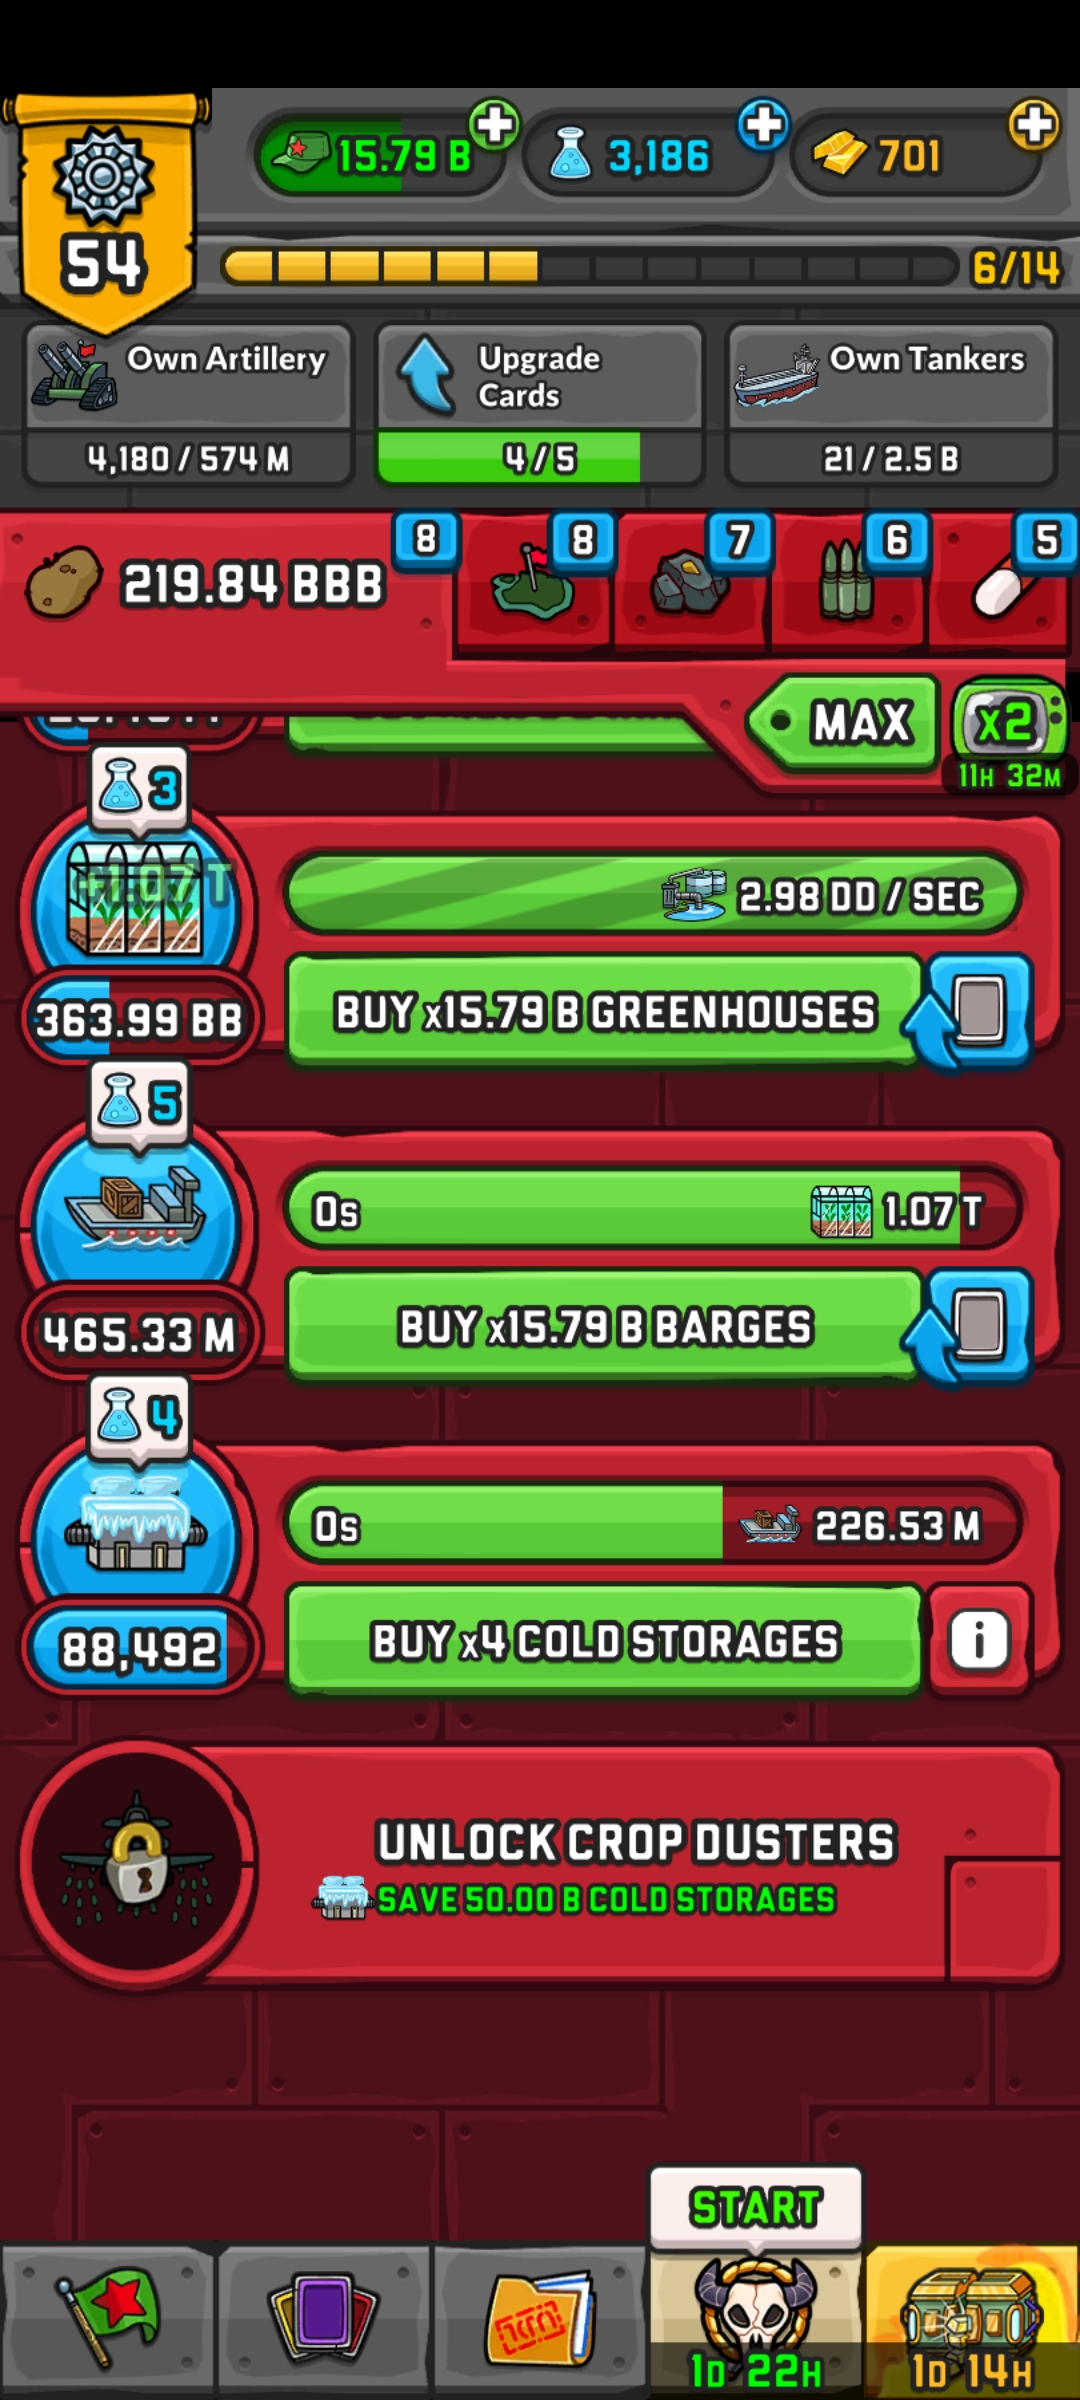 15.79 B
3,186
701
54
6/14
Own Artillery
4,180 / 574 M
Upgrade
Cards
4/5
Own Tankers
21 / 2.5 B
219.84 BBB
8
8
7
6
5
MAX
x2
11H 32M
3
+1.07 T
2.98 DD / SEC
363.99 BB
BUY x15.79 B GREENHOUSES
5
0s
1.07 T
465.33 M
BUY x15.79 B BARGES
4
0s
226.53 M
88,492
BUY x4 COLD STORAGES
i
UNLOCK CROP DUSTERS
SAVE 50.00 B COLD STORAGES
START
1D 22H
1D 14H